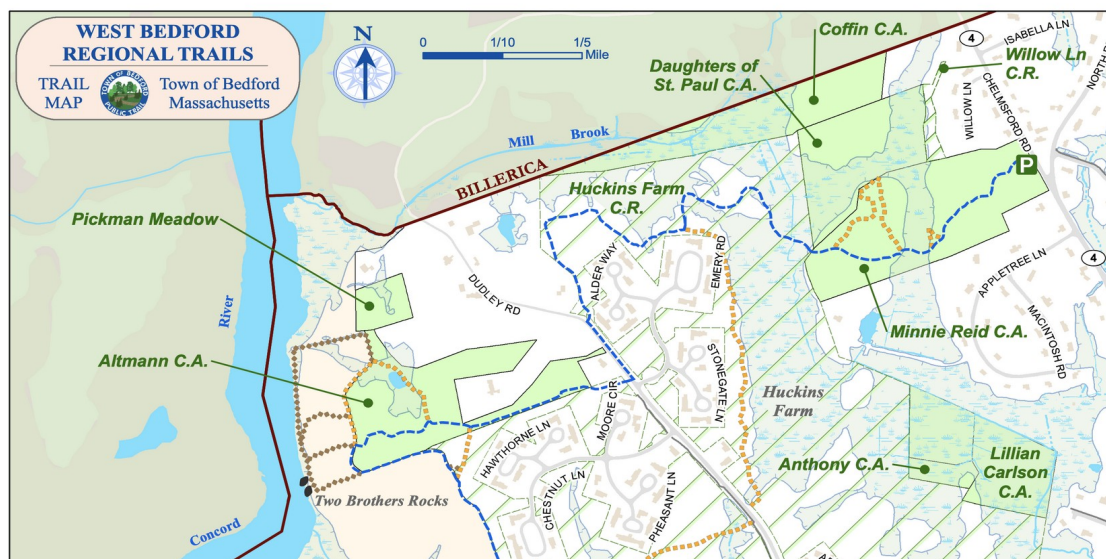 WEST BEDFORD
REGIONAL TRAILS
TRAIL
MAP
TOWN OF BEDFORD
PUBLIC TRAIL
Town of Bedford
Massachusetts
N
0
1/10
1/5
Mile
Coffin C.A.
Daughters of
St. Paul C.A.
4
ISABELLA LN
Willow Ln
C.R.
WILLOW LN
CHELMSFORD RD
NORTH R
Mill Brook
BILLERICA
P
Huckins Farm
C.R.
Pickman Meadow
DUDLEY RD
ALDER WAY
EMERY RD
APPLETREE LN
4
MACINTOSH RD
Minnie Reid C.A.
River
Altmann C.A.
STONEGATE LN
Huckins
Farm
MOORE CIR
HAWTHORNE LN
CHESTNUT LN
PHEASANT LN
Anthony C.A.
Lillian
Carlson
C.A.
Two Brothers Rocks
Concord